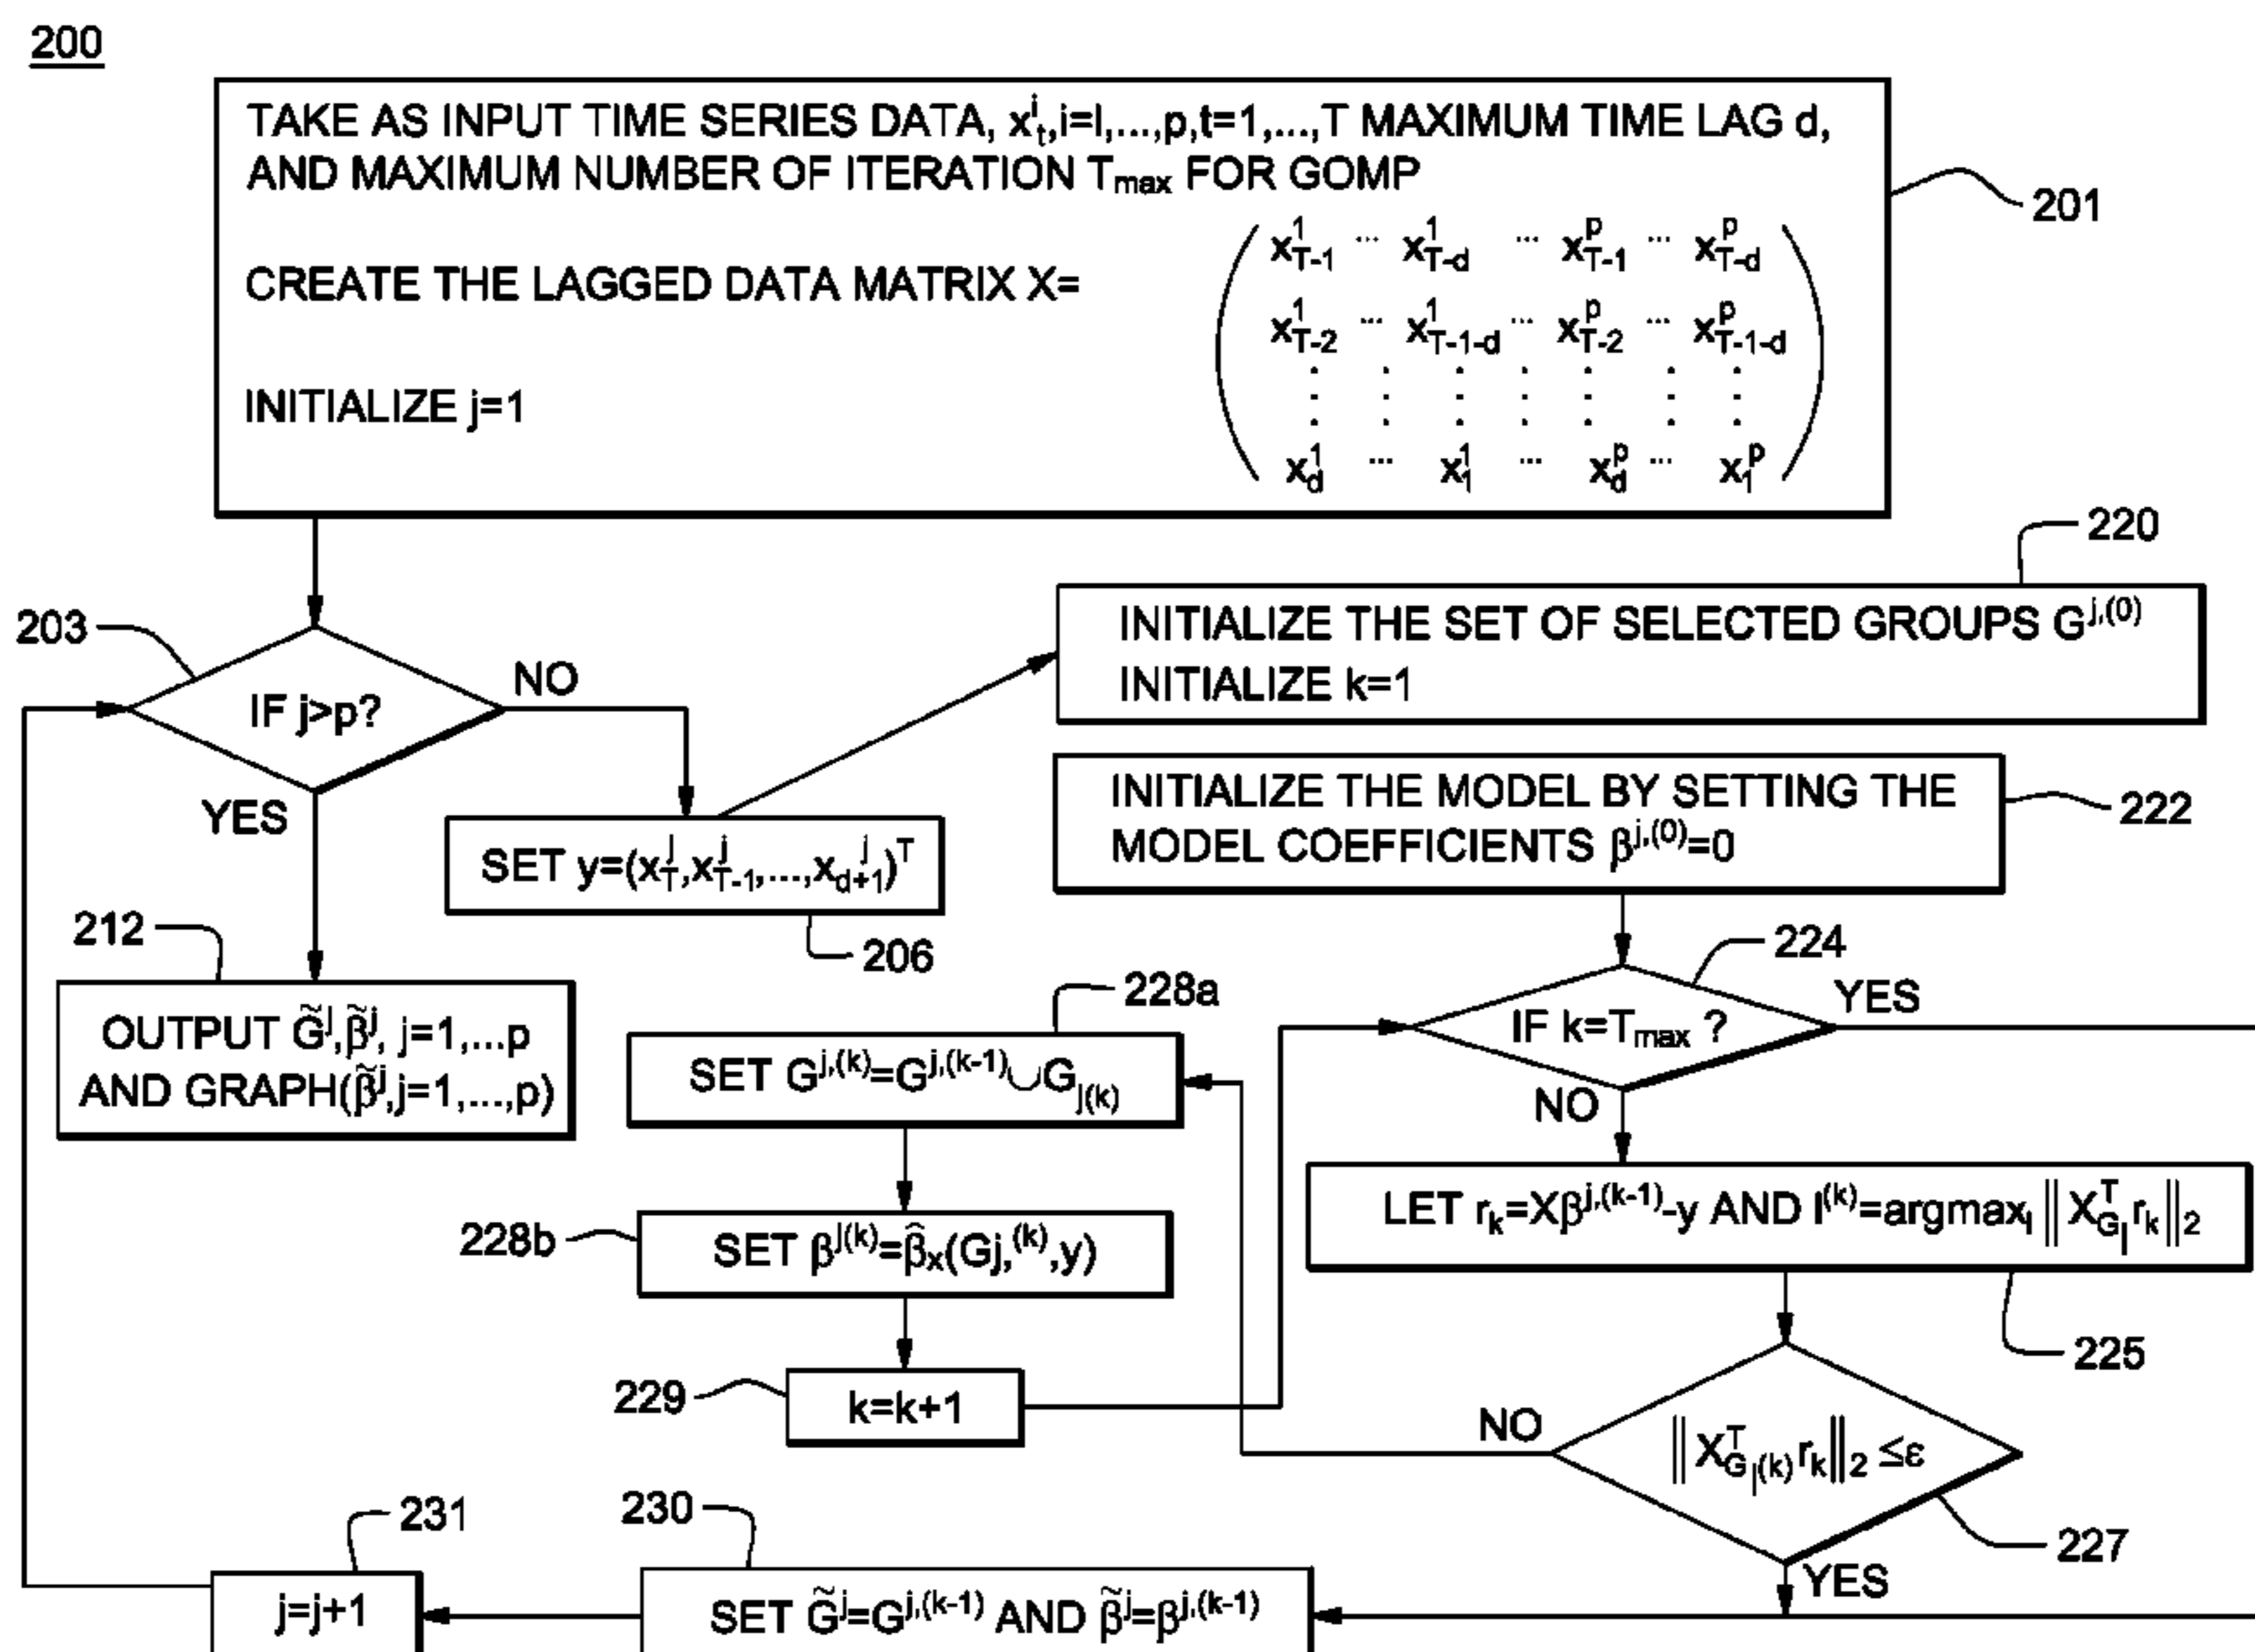 200
TAKE AS INPUT TIME SERIES DATA, xⁱₜ,i=l,...,p,t=1,...,T MAXIMUM TIME LAG d,
AND MAXIMUM NUMBER OF ITERATION T_max FOR GOMP
201
CREATE THE LAGGED DATA MATRIX X=
x^1_{T-1} ... x^1_{T-d} ... x^p_{T-1} ... x^p_{T-d}
x^1_{T-2} ... x^1_{T-1-d} ... x^p_{T-2} ... x^p_{T-1-d}
x^1_d ... x^1_1 ... x^p_d ... x^p_1
INITIALIZE j=1
220
INITIALIZE THE SET OF SELECTED GROUPS G^{j,(0)}
INITIALIZE k=1
203
IF j>p?
NO
YES
222
INITIALIZE THE MODEL BY SETTING THE
MODEL COEFFICIENTS β^{j,(0)}=0
SET y=(x^j_T,x^j_{T-1},...,x^j_{d+1})^T
206
212
OUTPUT G̃^j,β̃^j, j=1,...p
AND GRAPH(β̃^j,j=1,...,p)
224
IF k=T_max ?
YES
NO
228a
SET G^{j,(k)}=G^{j,(k-1)}∪G_{j(k)}
LET r_k=Xβ^{j,(k-1)}-y AND l^{(k)}=argmax_l ||X^T_{G_l} r_k||_2
225
228b
SET β^{j(k)}=β̂_x(Gj,^{(k)},y)
229
k=k+1
||X^T_{G_{l(k)}} r_k||_2 ≤ε
NO
227
YES
230
SET G̃^j=G^{j,(k-1)} AND β̃^j=β^{j,(k-1)}
231
j=j+1